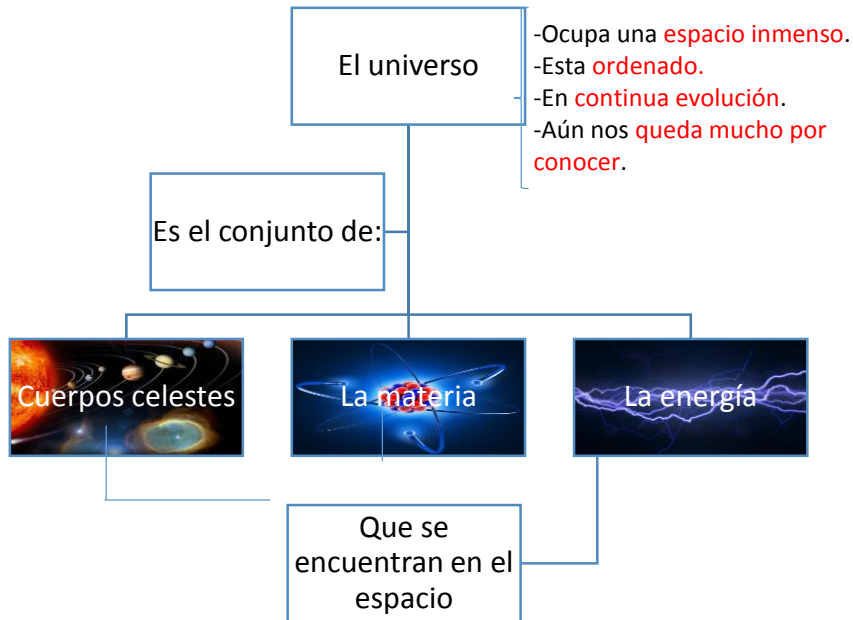 El universo
-Ocupa una espacio inmenso.
-Esta ordenado.
-En continua evolución.
-Aún nos queda mucho por
conocer.
Es el conjunto de:
Cuerpos celestes
La materia
La energía
Que se
encuentran en el
espacio